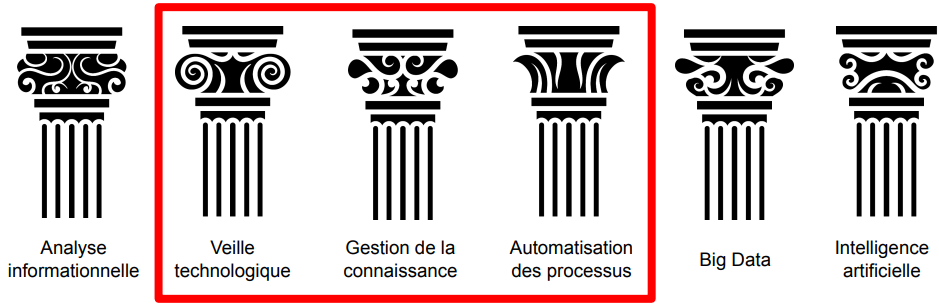 Analyse
informationnelle
Veille
technologique
Gestion de la
connaissance
Automatisation
des processus
Big Data
Intelligence
artificielle